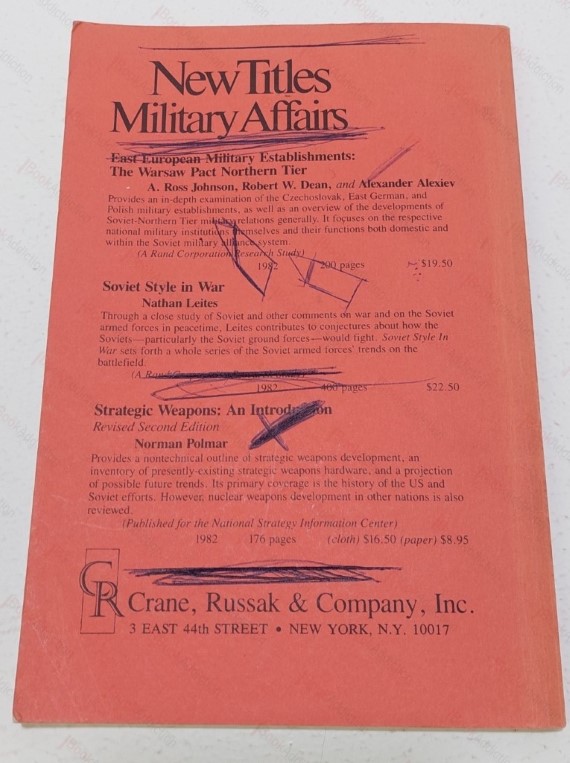 New Titles
Military Affairs
East European Military Establishments:
The Warsaw Pact Northern Tier
A. Ross Johnson, Robert W. Dean, and Alexander Alexiev
Provides an in-depth examination of the Czechoslovak, East German, and
Polish military establishments, as well as an overview of the developments of
Soviet-Northern Tier military relations generally. It focuses on the respective
national military institutions themselves and their functions both domestic and
within the Soviet military alliance system.
(A Rand Corporation Research Study)
1982 200 pages $19.50
Soviet Style in War
Nathan Leites
Through a close study of Soviet and other comments on war and on the Soviet
armed forces in peacetime, Leites contributes to conjectures about how the
Soviets—particularly the Soviet ground forces—would fight. Soviet Style In
War sets forth a whole series of the Soviet armed forces' trends on the
battlefield.
(A Rand
1982 400 pages $22.50
Strategic Weapons: An Introduction
Revised Second Edition
Norman Polmar
Provides a nontechnical outline of strategic weapons development, an
inventory of presently-existing strategic weapons hardware, and a projection
of possible future trends. Its primary coverage is the history of the US and
Soviet efforts. However, nuclear weapons development in other nations is also
reviewed.
(Published for the National Strategy Information Center)
1982 176 pages (cloth) $16.50 (paper) $8.95
CR Crane, Russak & Company, Inc.
3 EAST 44th STREET • NEW YORK, N.Y. 10017